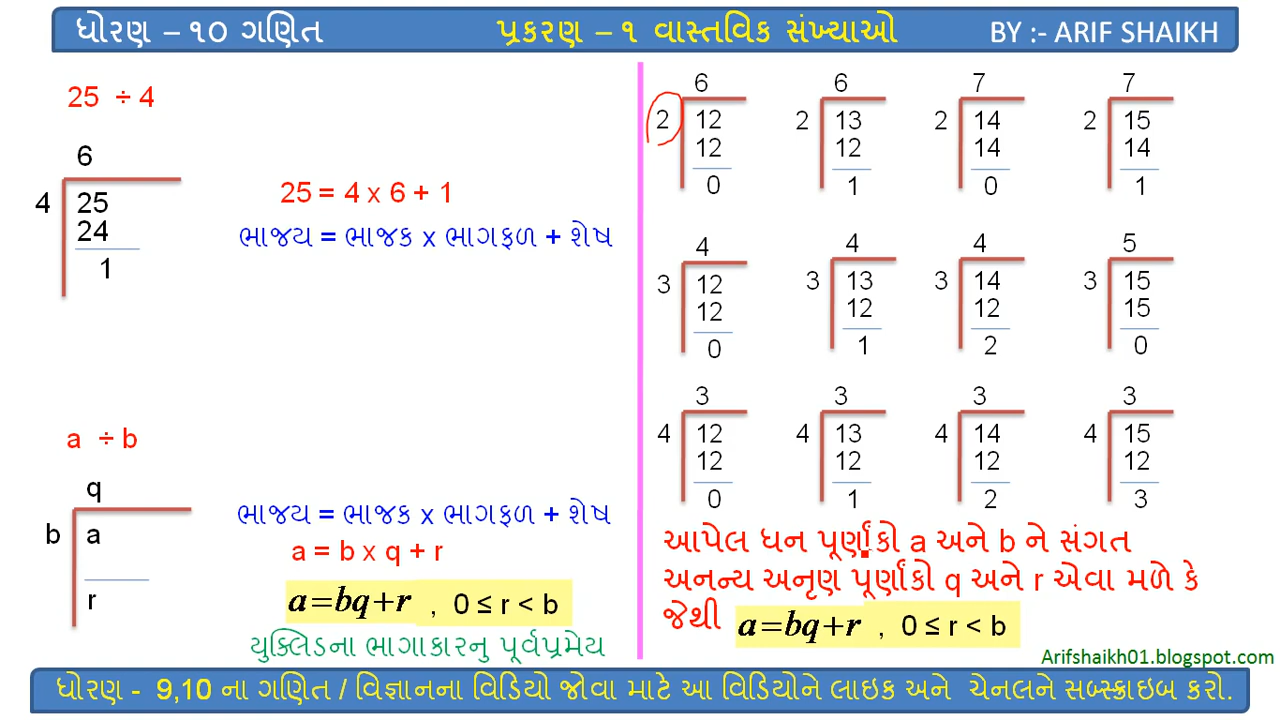 ધોરણ – ૧૦ ગણિત પ્રકરણ – ૧ વાસ્તવિક સંખ્યાઓ BY :- ARIF SHAIKH
25 ÷ 4
6
4 25
24
1
25 = 4 x 6 + 1
ભાજય = ભાજક x ભાગફળ + શેષ
a ÷ b
q
b a
r
ભાજય = ભાજક x ભાગફળ + શેષ
a = b x q + r
a=bq+r , 0 ≤ r < b
યુક્લિડના ભાગાકારનુ પૂર્વપ્રમેય
6 6 7 7
2 12 2 13 2 14 2 15
12 12 14 14
0 1 0 1
4 4 4 5
3 12 3 13 3 14 3 15
12 12 12 15
0 1 2 0
3 3 3 3
4 12 4 13 4 14 4 15
12 12 12 12
0 1 2 3
આપેલ ધન પૂર્ણાંકો a અને b ને સંગત
અનન્ય અનૃણ પૂર્ણાંકો q અને r એવા મળે કે
જેથી a=bq+r , 0 ≤ r < b
Arifshaikh01.blogspot.com
ધોરણ - 9,10 ના ગણિત / વિજ્ઞાનના વિડિયો જોવા માટે આ વિડિયોને લાઇક અને ચેનલને સબ્સ્ક્રાઇબ કરો.